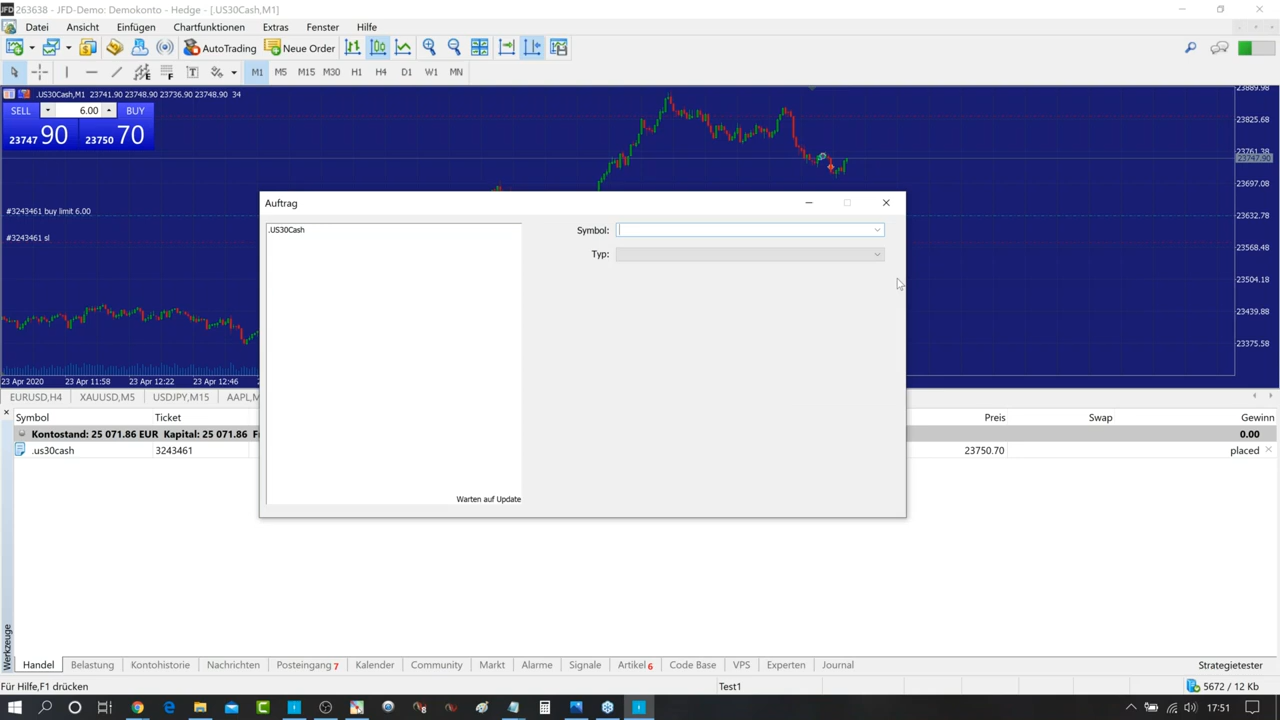 263638 - JFD-Demo: Demokonto - Hedge - [.US30Cash,M1]
Datei Ansicht Einfügen Chartfunktionen Extras Fenster Hilfe
AutoTrading New Order
M1 M5 M15 M30 H1 H4 D1 W1 MN
.US30Cash,M1 23741.90 23748.90 23736.90 23748.90 34
SELL 6.00 BUY
23747 90 23750 70
23889.98
23825.68
23761.38
23747.90
23697.08
23632.78
23568.48
23504.18
23439.88
23375.58
#3243461 buy limit 6.00
#3243461 sl
Auftrag
.US30Cash
Symbol:
Typ:
Warten auf Update
23 Apr 2020 23 Apr 11:58 23 Apr 12:22 23 Apr 12:46
EURUSD,H4 XAUUSD,M5 USDJPY,M15 AAPL,M
Symbol Ticket Preis Swap Gewinn
Kontostand: 25 071.86 EUR Kapital: 25 071.86 0.00
.us30cash 3243461 23750.70 placed
Werkzeuge
Handel Belastung Kontohistorie Nachrichten Posteingang 7 Kalender Community Markt Alarme Signale Artikel 6 Code Base VPS Experten Journal Strategietester
Für Hilfe,F1 drücken Test1 5672 / 12 Kb
17:51